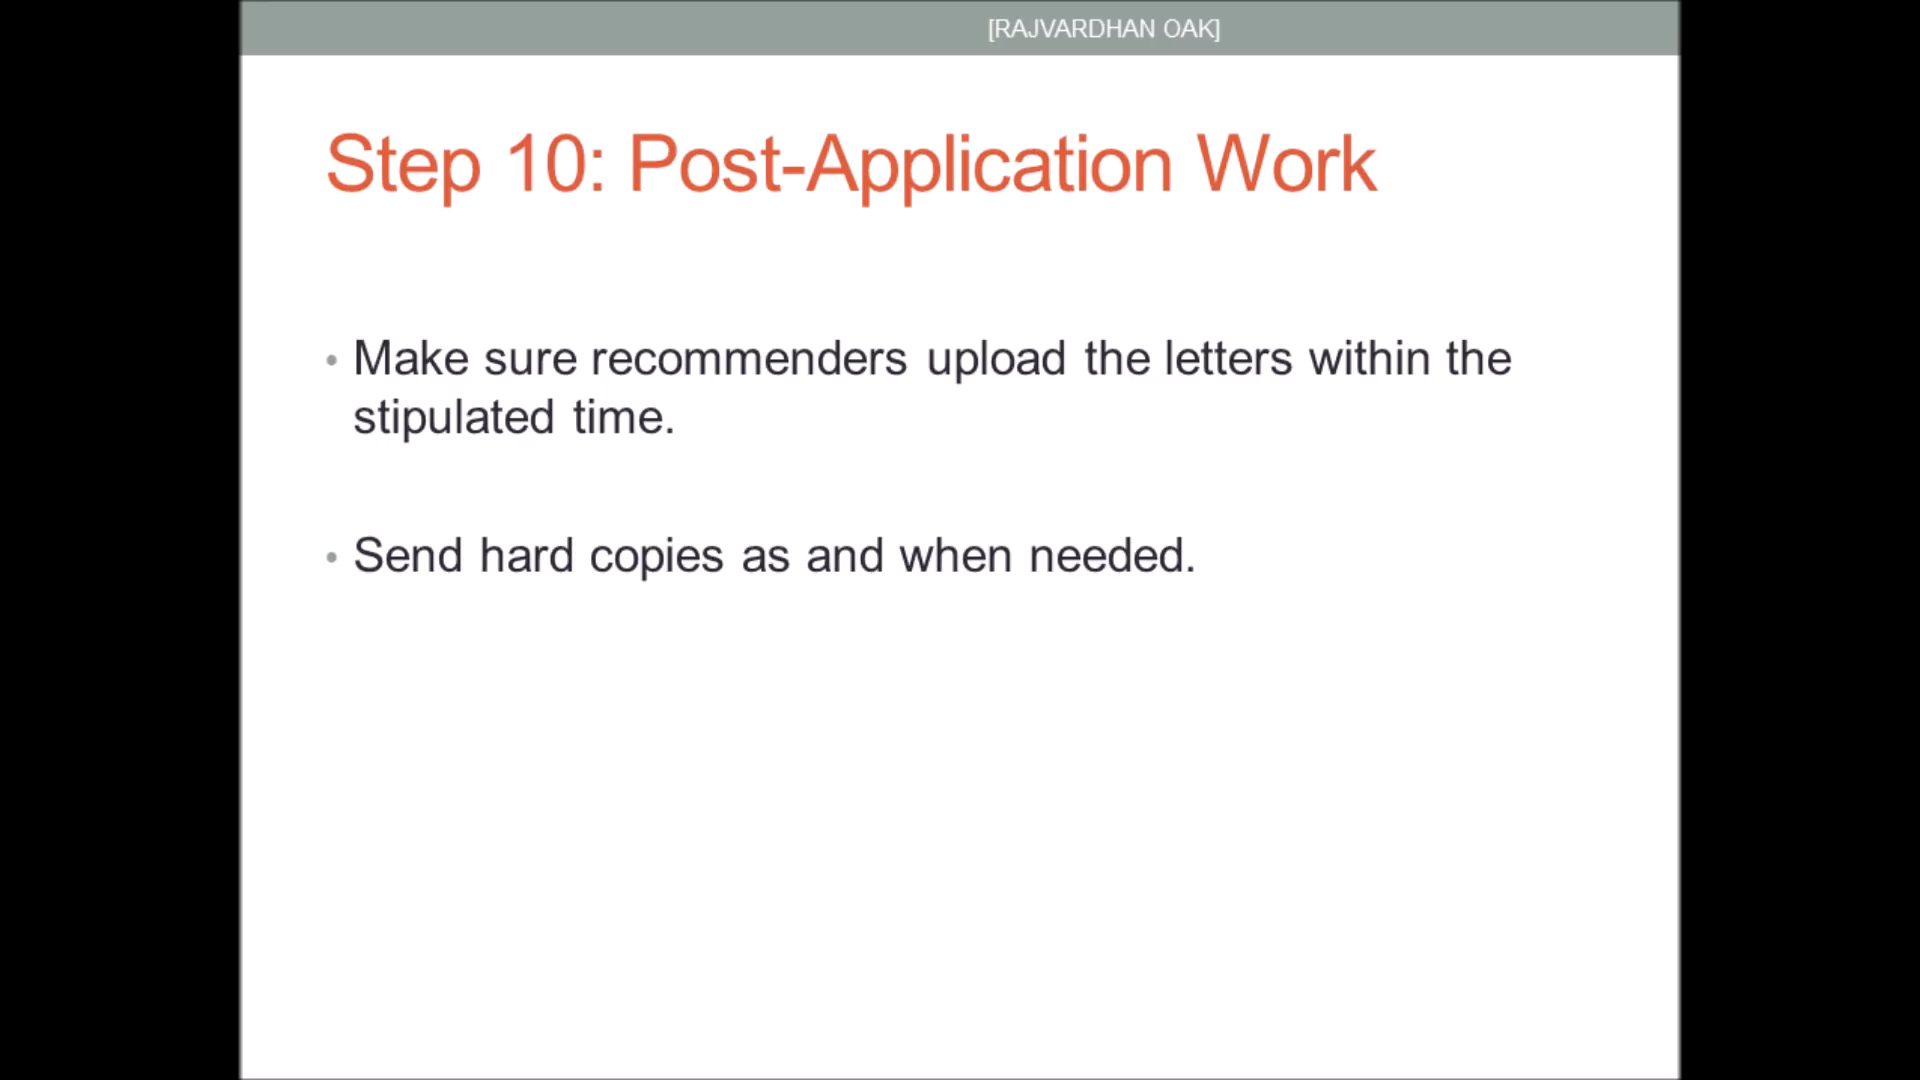 [RAJVARDHAN OAK]
Step 10: Post-Application Work
• Make sure recommenders upload the letters within the
stipulated time.
• Send hard copies as and when needed.